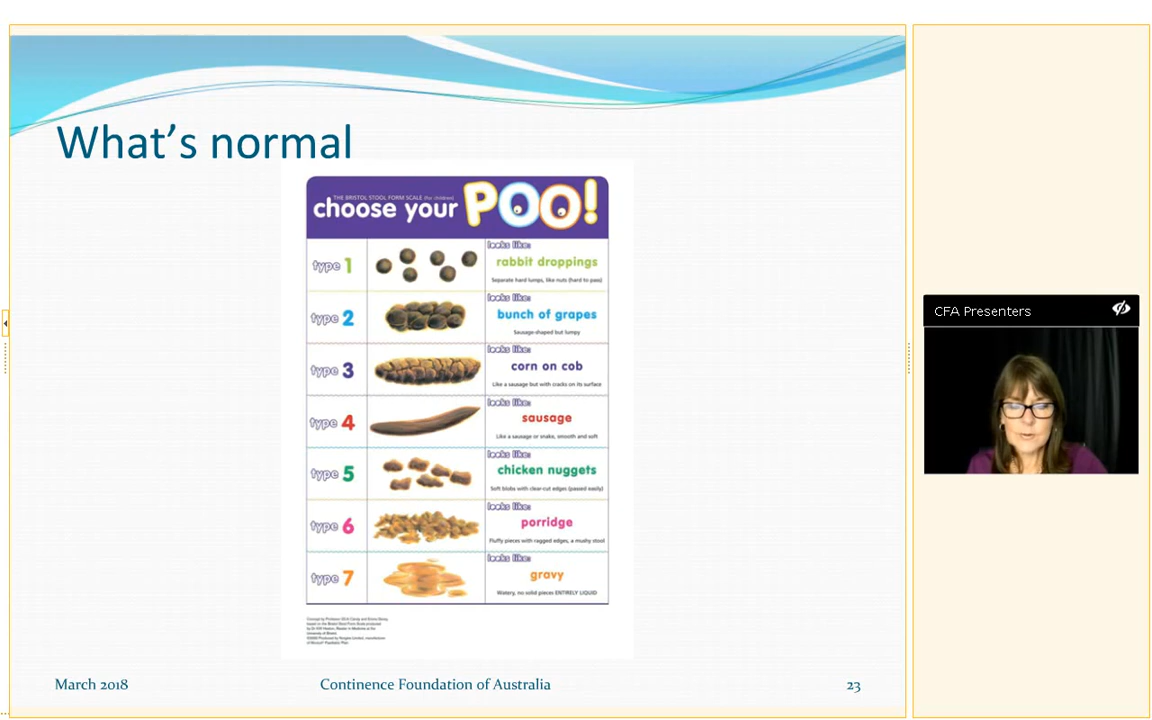 What's normal
THE BRISTOL STOOL FORM SCALE (for children)
choose your POO!
type 1
looks like:
rabbit droppings
Separate hard lumps, like nuts (hard to pass)
type 2
looks like:
bunch of grapes
Sausage-shaped but lumpy
type 3
looks like:
corn on cob
Like a sausage but with cracks on its surface
type 4
looks like:
sausage
Like a sausage or snake, smooth and soft
type 5
looks like:
chicken nuggets
Soft blobs with clear-cut edges (passed easily)
type 6
looks like:
porridge
Fluffy pieces with ragged edges, a mushy stool
type 7
looks like:
gravy
Watery, no solid pieces ENTIRELY LIQUID
March 2018
Continence Foundation of Australia
23
CFA Presenters